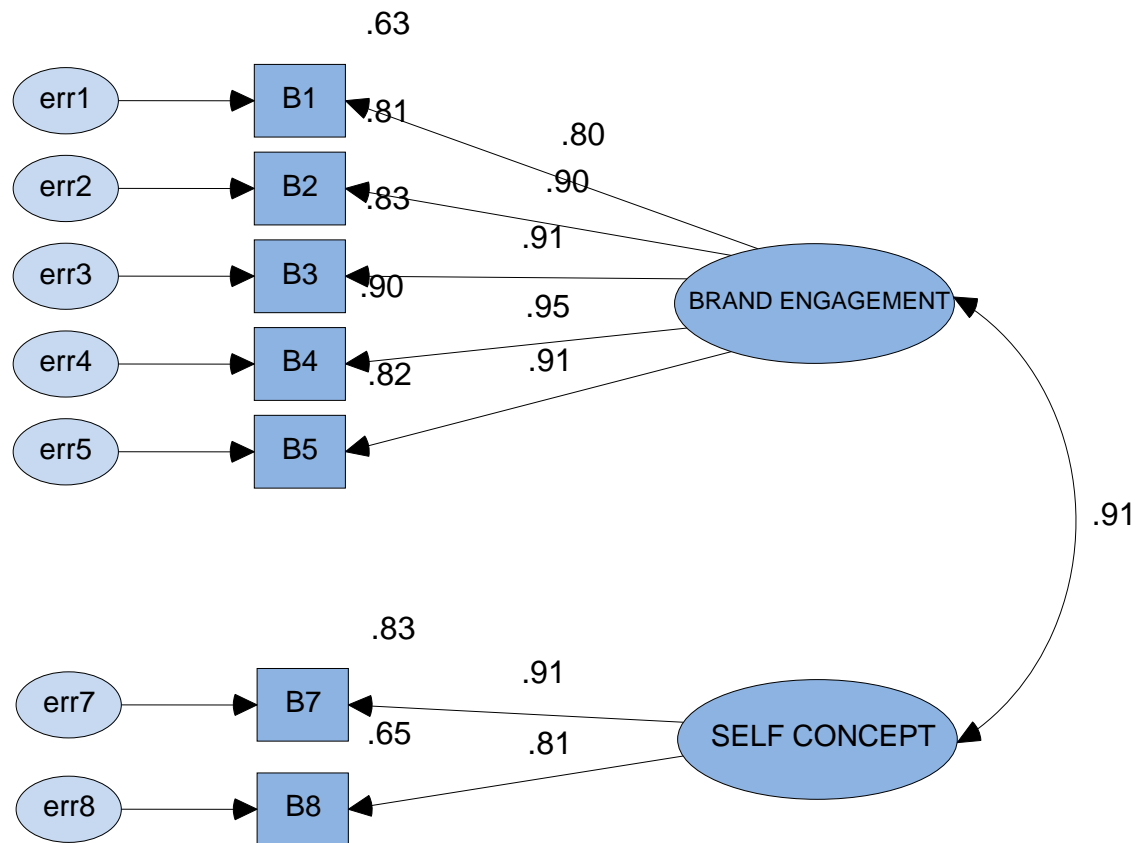 .63
err1
B1
.81
.80
err2
B2
.83
.90
.91
err3
B3
.90
BRAND ENGAGEMENT
.95
err4
B4
.82
.91
err5
B5
.91
.83
.91
err7
B7
.65
SELF CONCEPT
.81
err8
B8